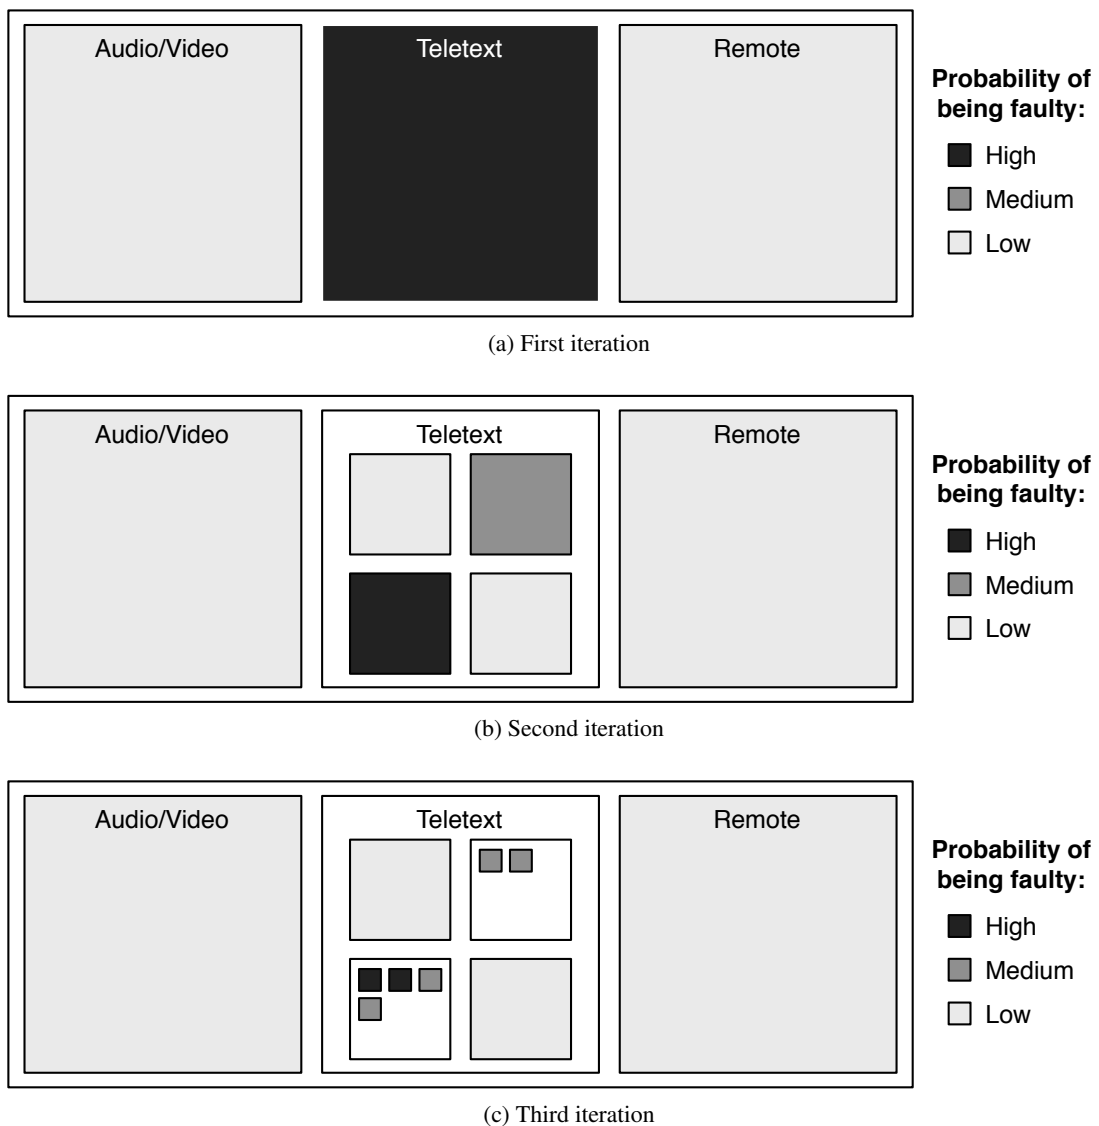 Audio/Video
Teletext
Remote
Probability of
being faulty:
High
Medium
Low
(a) First iteration
Audio/Video
Teletext
Remote
Probability of
being faulty:
High
Medium
Low
(b) Second iteration
Audio/Video
Teletext
Remote
Probability of
being faulty:
High
Medium
Low
(c) Third iteration